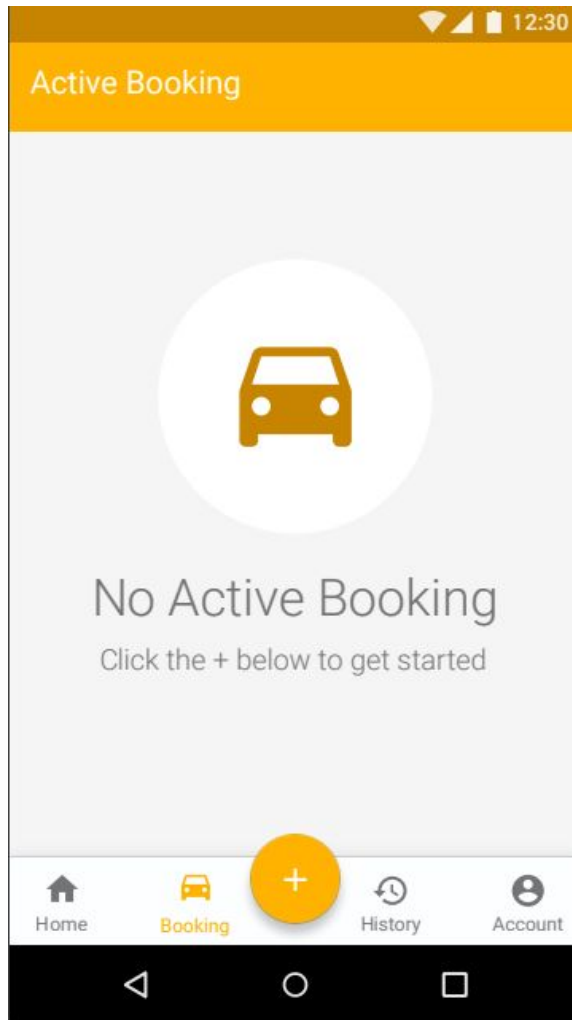 12:30
Active Booking
No Active Booking
Click the + below to get started
+
Home
Booking
History
Account